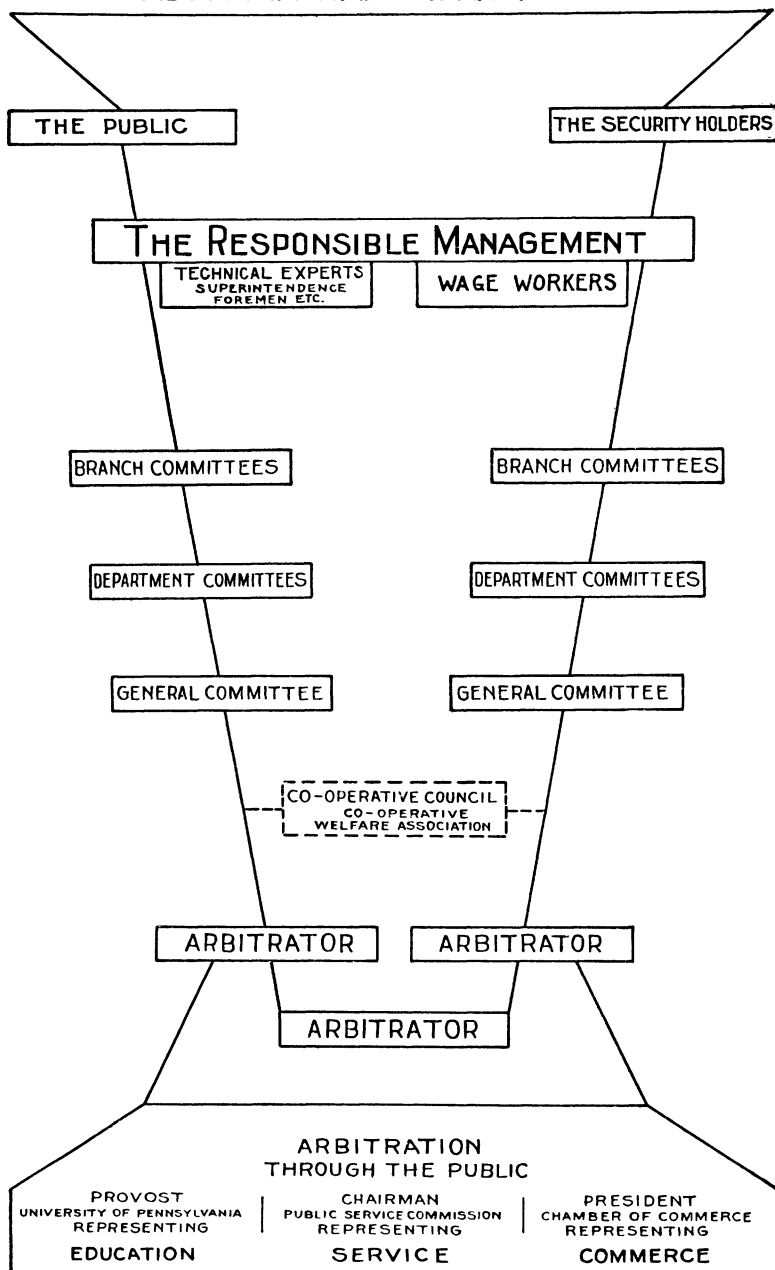 THE PUBLIC
THE SECURITY HOLDERS
THE RESPONSIBLE MANAGEMENT
TECHNICAL EXPERTS
SUPERINTENDENCE
FOREMEN ETC.
WAGE WORKERS
BRANCH COMMITTEES
BRANCH COMMITTEES
DEPARTMENT COMMITTEES
DEPARTMENT COMMITTEES
GENERAL COMMITTEE
GENERAL COMMITTEE
CO-OPERATIVE COUNCIL
CO-OPERATIVE
WELFARE ASSOCIATION
ARBITRATOR
ARBITRATOR
ARBITRATOR
ARBITRATION
THROUGH THE PUBLIC
PROVOST
UNIVERSITY OF PENNSYLVANIA
REPRESENTING
EDUCATION
CHAIRMAN
PUBLIC SERVICE COMMISSION
REPRESENTING
SERVICE
PRESIDENT
CHAMBER OF COMMERCE
REPRESENTING
COMMERCE